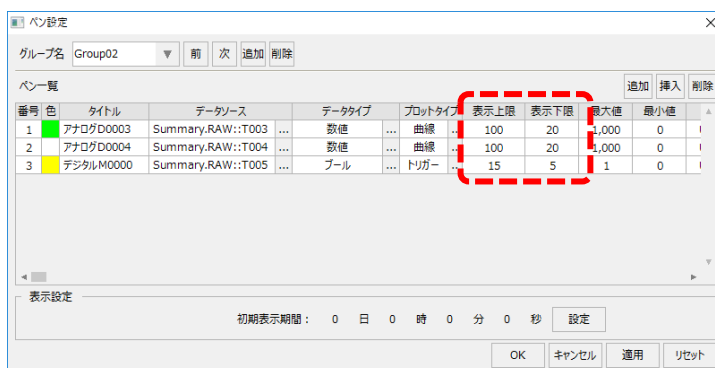 ペン設定
グループ名 Group02 前 次 追加 削除
ペン一覧 追加 挿入 削除
番号 色 タイトル データソース データタイプ プロットタイプ 表示上限 表示下限 最大値 最小値
1 アナログD0003 Summary.RAW::T003 ... 数値 ... 曲線 ... 100 20 1,000 0
2 アナログD0004 Summary.RAW::T004 ... 数値 ... 曲線 ... 100 20 1,000 0
3 デジタルM0000 Summary.RAW::T005 ... ブール ... トリガー ... 15 5 1 0
表示設定
初期表示期間： 0 日 0 時 0 分 0 秒 設定
OK キャンセル 適用 リセット